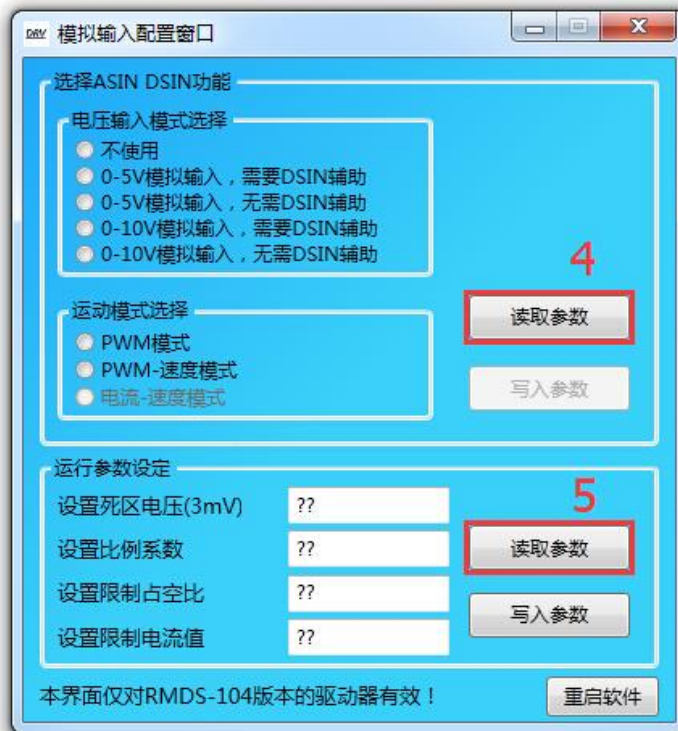 DRV 模拟输入配置窗口
选择ASIN DSIN功能
电压输入模式选择
不使用
0-5V模拟输入，需要DSIN辅助
0-5V模拟输入，无需DSIN辅助
0-10V模拟输入，需要DSIN辅助
0-10V模拟输入，无需DSIN辅助
4
读取参数
运动模式选择
PWM模式
PWM-速度模式
电流-速度模式
写入参数
运行参数设定
5
设置死区电压(3mV) ??
设置比例系数 ??
读取参数
设置限制占空比 ??
写入参数
设置限制电流值 ??
本界面仅对RMDS-104版本的驱动器有效！
重启软件